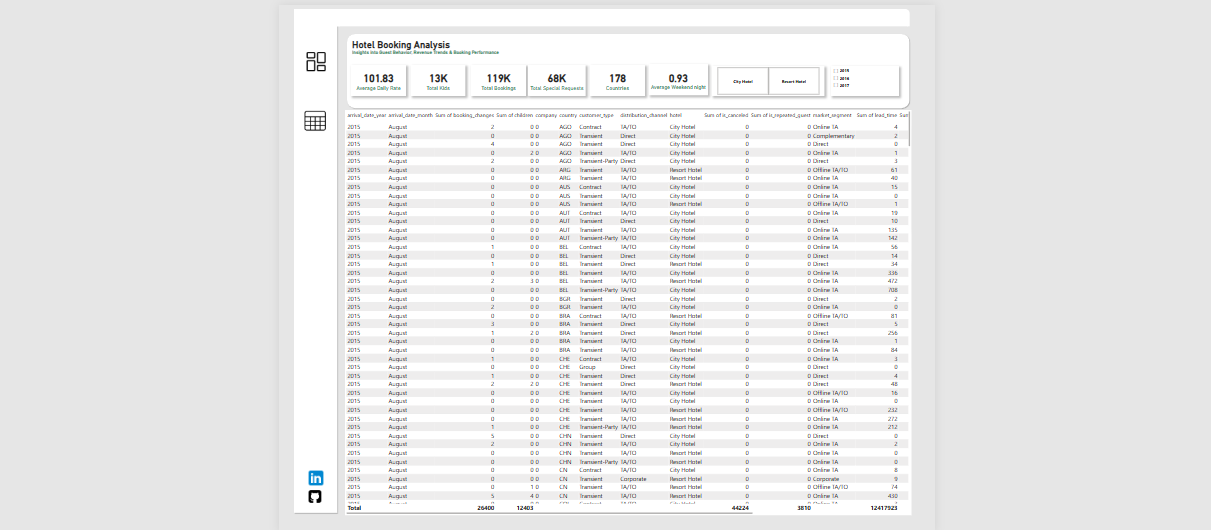 Hotel Booking Analysis
Insights into Guest Behavior, Revenue Trends & Booking Performance
101.83 13K 119K 68K 178 0.93
Average Daily Rate Total Kids Total Bookings Total Special Requests Countries Average Weekend night
City Hotel Resort Hotel
2015
2016
2017
arrival_date_year arrival_date_month Sum of booking_changes Sum of children company country customer_type distribution_channel hotel Sum of is_canceled Sum of is_repeated_guest market_segment Sum of lead_time Sum
2015 August 2 0 0 AGO Contract TA/TO City Hotel 0 0 Online TA 4
2015 August 0 0 0 AGO Transient Direct City Hotel 0 0 Complementary 2
2015 August 4 0 0 AGO Transient Direct City Hotel 0 0 Direct 0
2015 August 0 2 0 AGO Transient TA/TO City Hotel 0 0 Online TA 1
2015 August 2 0 0 AGO Transient-Party Direct City Hotel 0 0 Direct 3
2015 August 0 0 0 ARG Transient TA/TO Resort Hotel 0 0 Offline TA/TO 61
2015 August 0 0 0 ARG Transient TA/TO Resort Hotel 0 0 Online TA 40
2015 August 0 0 0 AUS Contract TA/TO City Hotel 0 0 Online TA 15
2015 August 0 0 0 AUS Transient TA/TO City Hotel 0 0 Online TA 0
2015 August 0 0 0 AUS Transient TA/TO Resort Hotel 0 0 Offline TA/TO 1
2015 August 0 0 0 AUT Contract TA/TO City Hotel 0 0 Online TA 19
2015 August 0 0 0 AUT Transient Direct City Hotel 0 0 Direct 10
2015 August 0 0 0 AUT Transient TA/TO City Hotel 0 0 Online TA 135
2015 August 0 0 0 AUT Transient-Party TA/TO City Hotel 0 0 Online TA 142
2015 August 1 0 0 BEL Contract TA/TO City Hotel 0 0 Online TA 56
2015 August 0 0 0 BEL Transient Direct City Hotel 0 0 Direct 14
2015 August 1 0 0 BEL Transient Direct Resort Hotel 0 0 Direct 34
2015 August 0 0 0 BEL Transient TA/TO City Hotel 0 0 Online TA 336
2015 August 2 3 0 BEL Transient TA/TO Resort Hotel 0 0 Online TA 472
2015 August 0 0 0 BEL Transient-Party TA/TO City Hotel 0 0 Online TA 708
2015 August 0 0 0 BGR Transient Direct City Hotel 0 0 Direct 2
2015 August 2 0 0 BGR Transient TA/TO City Hotel 0 0 Online TA 0
2015 August 0 0 0 BRA Contract TA/TO Resort Hotel 0 0 Offline TA/TO 81
2015 August 3 0 0 BRA Transient Direct City Hotel 0 0 Direct 5
2015 August 1 2 0 BRA Transient Direct Resort Hotel 0 0 Direct 256
2015 August 0 0 0 BRA Transient TA/TO City Hotel 0 0 Online TA 1
2015 August 0 0 0 BRA Transient TA/TO Resort Hotel 0 0 Online TA 84
2015 August 1 0 0 CHE Contract TA/TO City Hotel 0 0 Online TA 3
2015 August 0 0 0 CHE Group Direct City Hotel 0 0 Direct 0
2015 August 1 0 0 CHE Transient Direct City Hotel 0 0 Direct 4
2015 August 2 2 0 CHE Transient Direct Resort Hotel 0 0 Direct 48
2015 August 0 0 0 CHE Transient TA/TO City Hotel 0 0 Offline TA/TO 16
2015 August 0 0 0 CHE Transient TA/TO City Hotel 0 0 Online TA 0
2015 August 0 0 0 CHE Transient TA/TO Resort Hotel 0 0 Offline TA/TO 232
2015 August 0 0 0 CHE Transient TA/TO Resort Hotel 0 0 Online TA 272
2015 August 1 0 0 CHE Transient-Party TA/TO Resort Hotel 0 0 Online TA 212
2015 August 5 0 0 CHN Transient Direct City Hotel 0 0 Direct 0
2015 August 2 0 0 CHN Transient TA/TO City Hotel 0 0 Online TA 2
2015 August 0 0 0 CHN Transient TA/TO Resort Hotel 0 0 Online TA 0
2015 August 0 0 0 CHN Transient-Party TA/TO Resort Hotel 0 0 Online TA 0
2015 August 0 0 0 CN Contract TA/TO City Hotel 0 0 Online TA 8
2015 August 0 0 0 CN Transient Corporate Resort Hotel 0 0 Corporate 9
2015 August 0 1 0 CN Transient TA/TO Resort Hotel 0 0 Offline TA/TO 74
2015 August 5 4 0 CN Transient TA/TO Resort Hotel 0 0 Online TA 430
Total 26400 12403 44224 3810 12417923
in